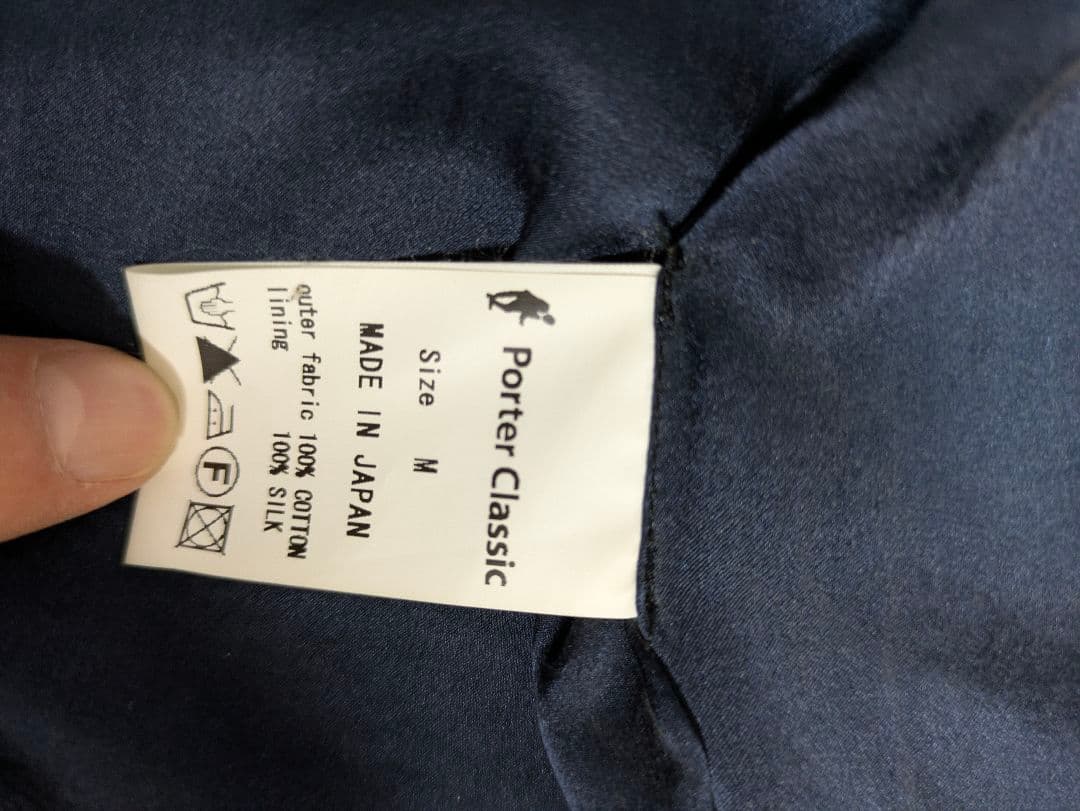 Porter Classic
Size M
MADE IN JAPAN
outer fabric 100% COTTON
lining 100% SILK
F